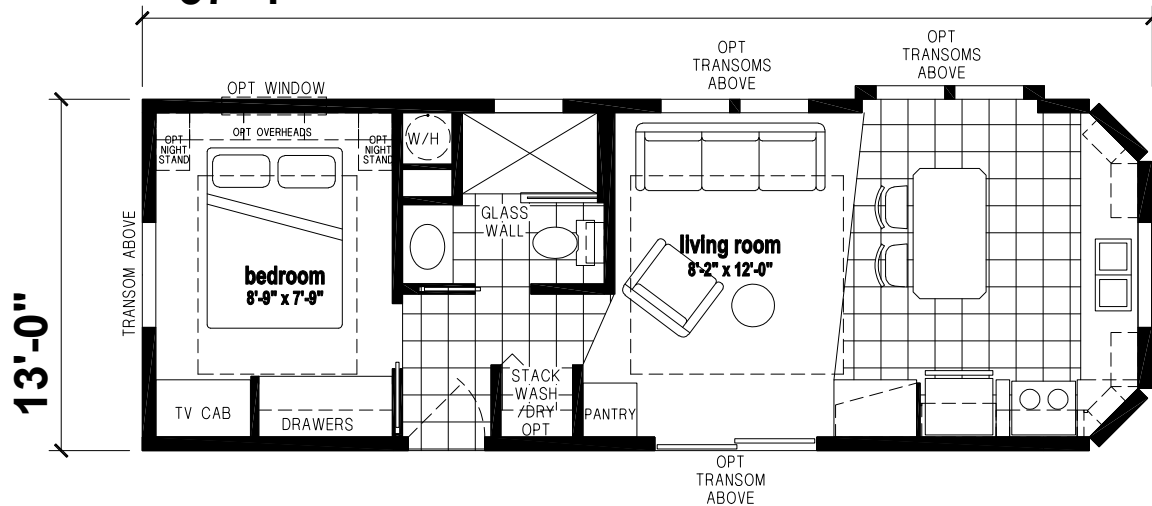 OPT
TRANSOMS
ABOVE
OPT
TRANSOMS
ABOVE
OPT WINDOW
OPT OVERHEADS
OPT
NIGHT
STAND
OPT
NIGHT
STAND
W/H
GLASS
WALL
TRANSOM ABOVE
bedroom
8'-9" x 7'-9"
living room
8'-2" x 12'-0"
13'-0"
STACK
WASH
/DRY
OPT
TV CAB
DRAWERS
PANTRY
OPT
TRANSOM
ABOVE